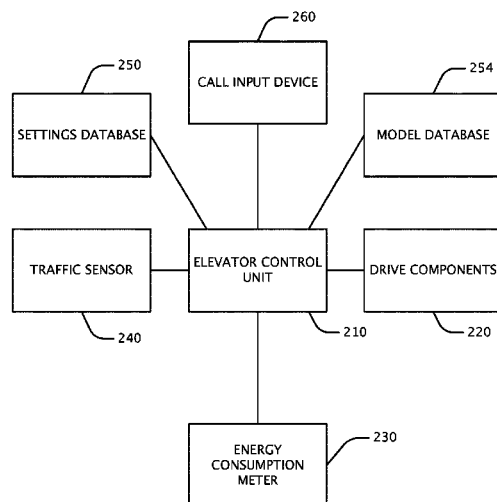 260
250
CALL INPUT DEVICE
254
SETTINGS DATABASE
MODEL DATABASE
TRAFFIC SENSOR
ELEVATOR CONTROL
UNIT
DRIVE COMPONENTS
240
210
220
230
ENERGY
CONSUMPTION
METER